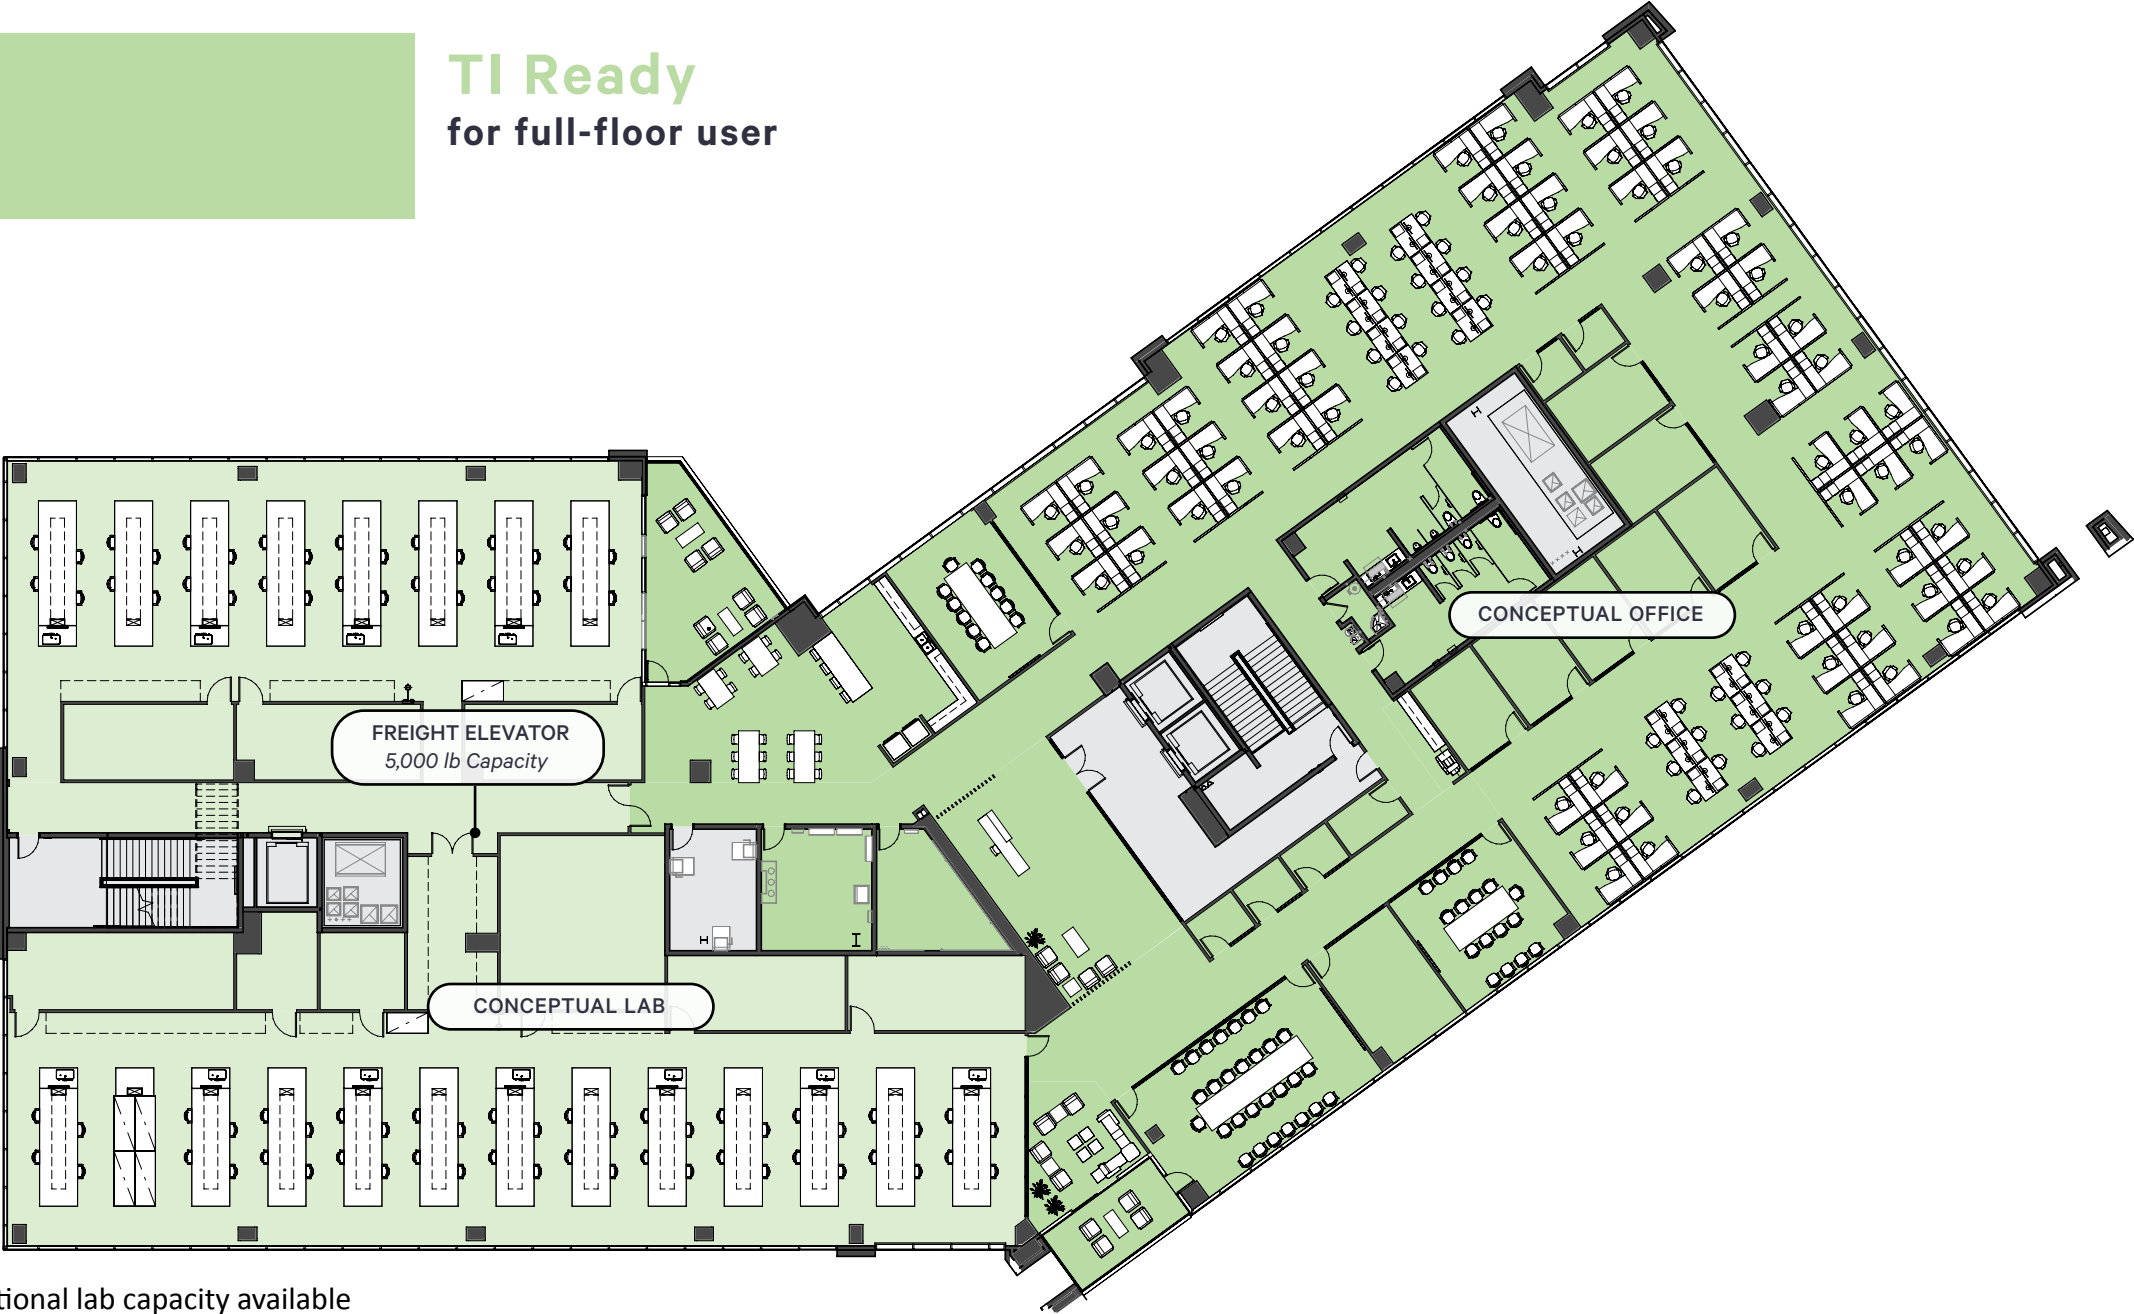 TI Ready
for full-floor user
CONCEPTUAL OFFICE
FREIGHT ELEVATOR
5,000 lb Capacity
CONCEPTUAL LAB
lab capacity available